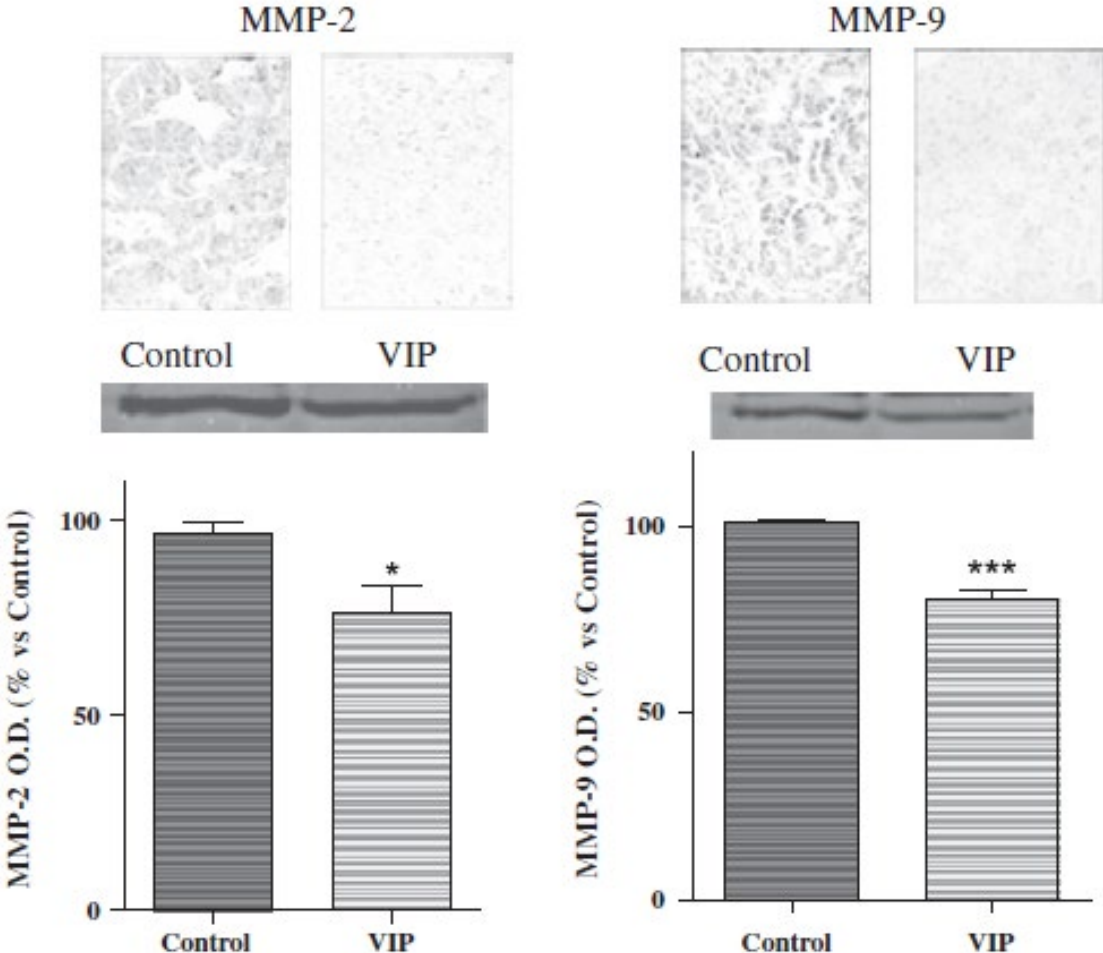 MMP-2
MMP-9
Control VIP
Control VIP
MMP-2 O.D. (% vs Control)
100
50
0
*
Control VIP
MMP-9 O.D. (% vs Control)
100
50
0
***
Control VIP